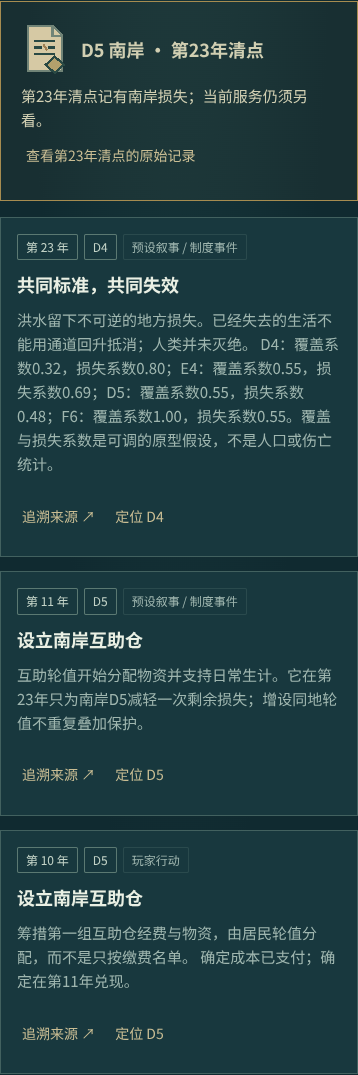 D5 南岸 · 第23年清点
第23年清点记有南岸损失；当前服务仍须另
看。
查看第23年清点的原始记录
第 23 年 D4 预设叙事 / 制度事件
共同标准，共同失效
洪水留下不可逆的地方损失。已经失去的生活不
能用通道回升抵消；人类并未灭绝。 D4：覆盖系
数0.32，损失系数0.80；E4：覆盖系数0.55，损
失系数0.69；D5：覆盖系数0.55，损失系数
0.48；F6：覆盖系数1.00，损失系数0.55。覆盖
与损失系数是可调的原型假设，不是人口或伤亡
统计。
追溯来源 ↗ 定位 D4
第 11 年 D5 预设叙事 / 制度事件
设立南岸互助仓
互助轮值开始分配物资并支持日常生计。它在第
23年只为南岸D5减轻一次剩余损失；增设同地轮
值不重复叠加保护。
追溯来源 ↗ 定位 D5
第 10 年 D5 玩家行动
设立南岸互助仓
筹措第一组互助仓经费与物资，由居民轮值分
配，而不是只按缴费名单。 确定成本已支付；确
定在第11年兑现。
追溯来源 ↗ 定位 D5